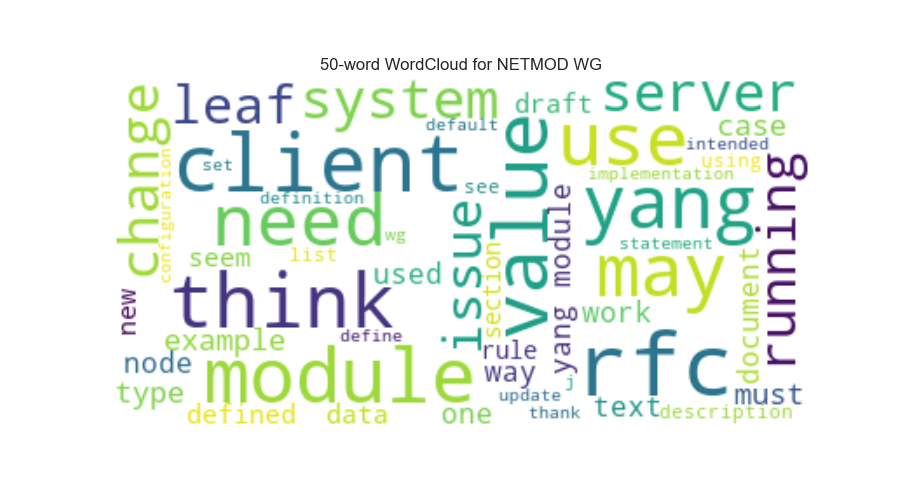 50-word WordCloud for NETMOD WG
leaf
system
draft
server
change
client
default
use
case
intended
set
see
value
implementation
using
running
configuration
definition
need
wg
issue
yang
yang module
statement
seem
list
used
section
may
document
new
think
work
example
define
rule
rfc
node
module
way
j
must
type
update
text
description
defined
data
one
thank